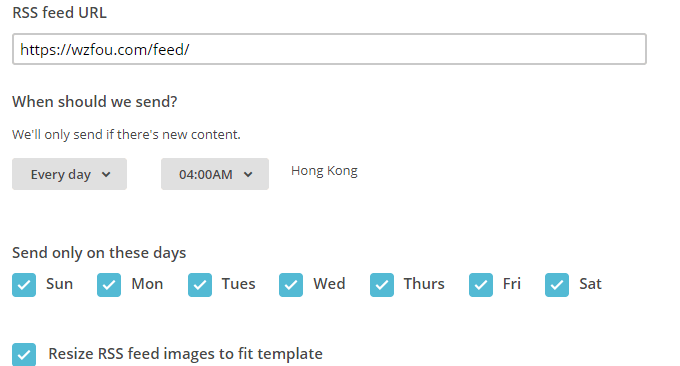 RSS feed URL
https://wzfou.com/feed/
When should we send?
We'll only send if there's new content.
Every day 04:00AM Hong Kong
Send only on these days
Sun Mon Tues Wed Thurs Fri Sat
Resize RSS feed images to fit template